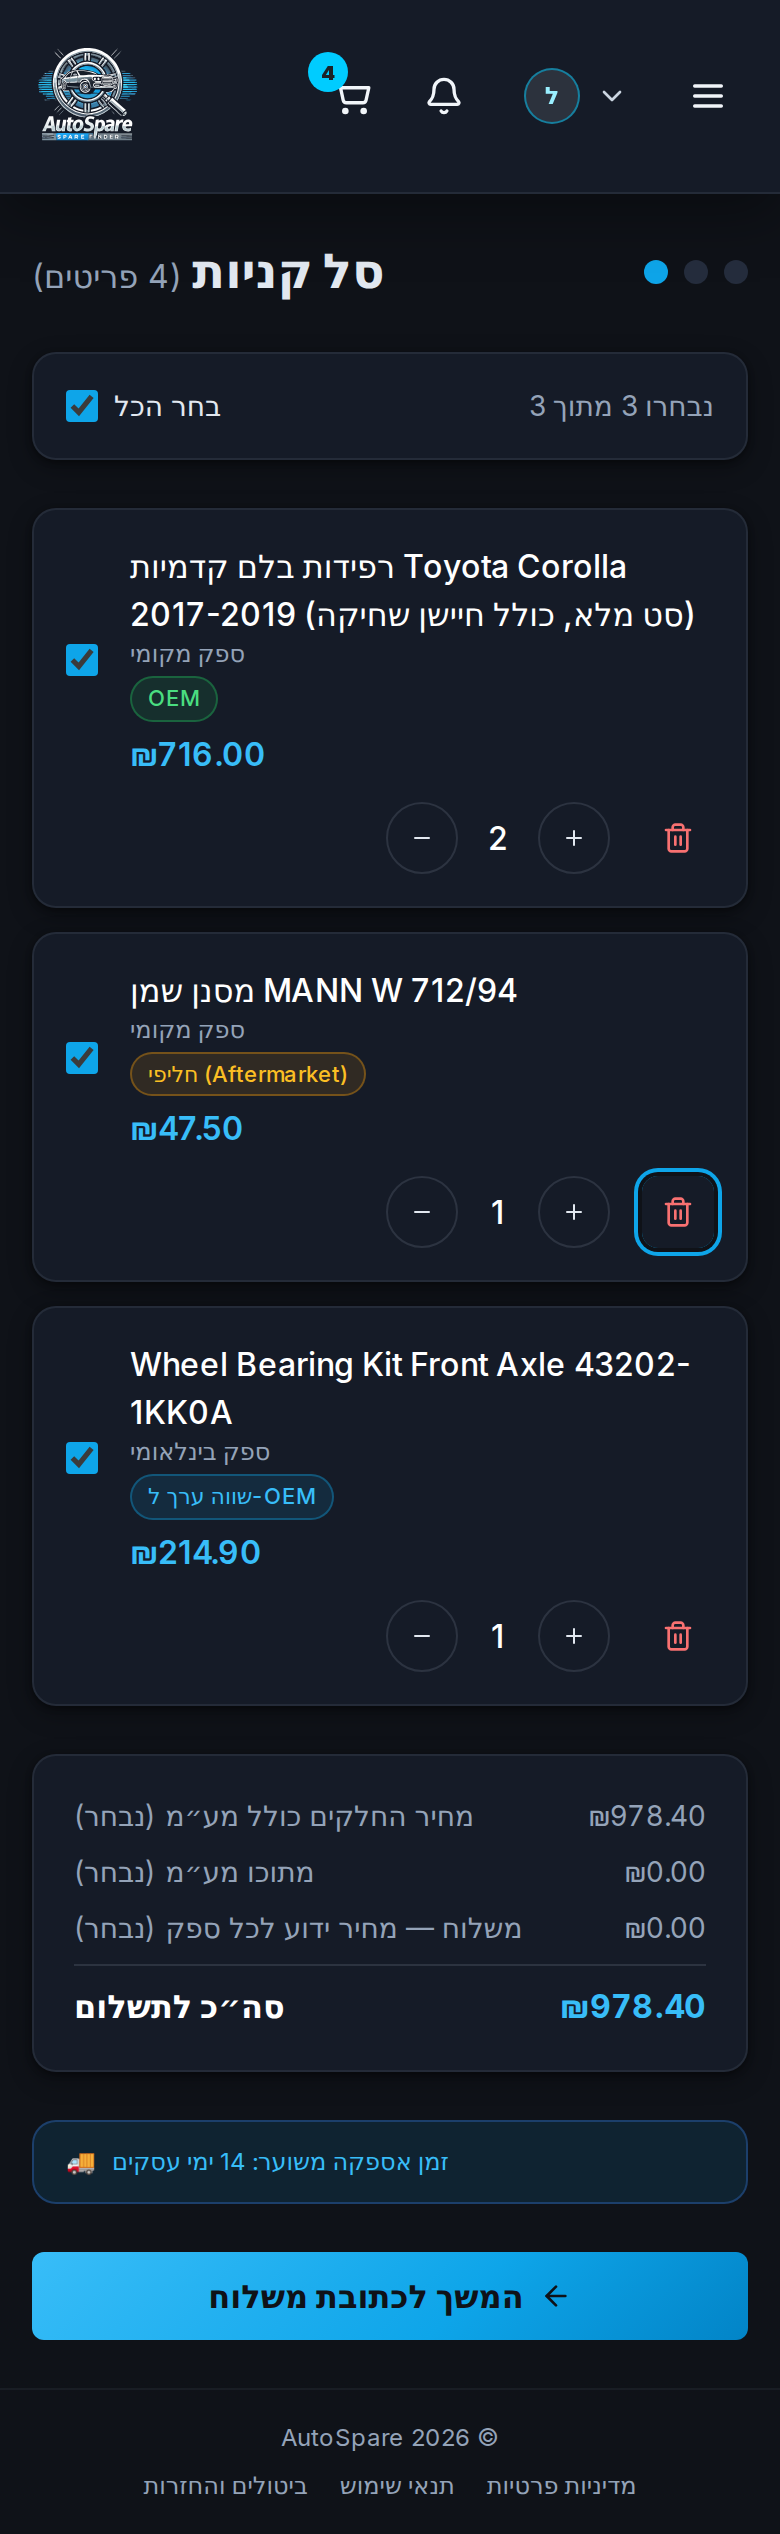 AutoSpare
SPARE FINDER
4
ל
סל קניות (4 פריטים)
בחר הכל
נבחרו 3 מתוך 3
רפידות בלם קדמיות Toyota Corolla
2017-2019 (סט מלא, כולל חיישן שחיקה)
ספק מקומי
OEM
₪716.00
− 2 +
מסנן שמן MANN W 712/94
ספק מקומי
חליפי (Aftermarket)
₪47.50
− 1 +
Wheel Bearing Kit Front Axle 43202-
1KK0A
ספק בינלאומי
שווה ערך ל-OEM
₪214.90
− 1 +
מחיר החלקים כולל מע״מ (נבחר)
₪978.40
מתוכו מע״מ (נבחר)
₪0.00
משלוח — מחיר ידוע לכל ספק (נבחר)
₪0.00
סה״כ לתשלום
₪978.40
זמן אספקה משוער: 14 ימי עסקים
המשך לכתובת משלוח ←
AutoSpare 2026 ©
מדיניות פרטיות תנאי שימוש ביטולים והחזרות